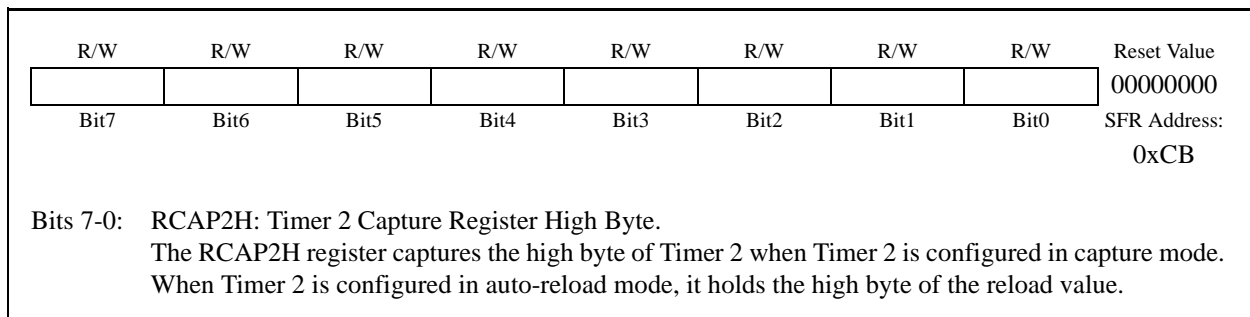 R/W R/W R/W R/W R/W R/W R/W R/W Reset Value
00000000
Bit7 Bit6 Bit5 Bit4 Bit3 Bit2 Bit1 Bit0 SFR Address:
0xCB
Bits 7-0: RCAP2H: Timer 2 Capture Register High Byte.
The RCAP2H register captures the high byte of Timer 2 when Timer 2 is configured in capture mode.
When Timer 2 is configured in auto-reload mode, it holds the high byte of the reload value.